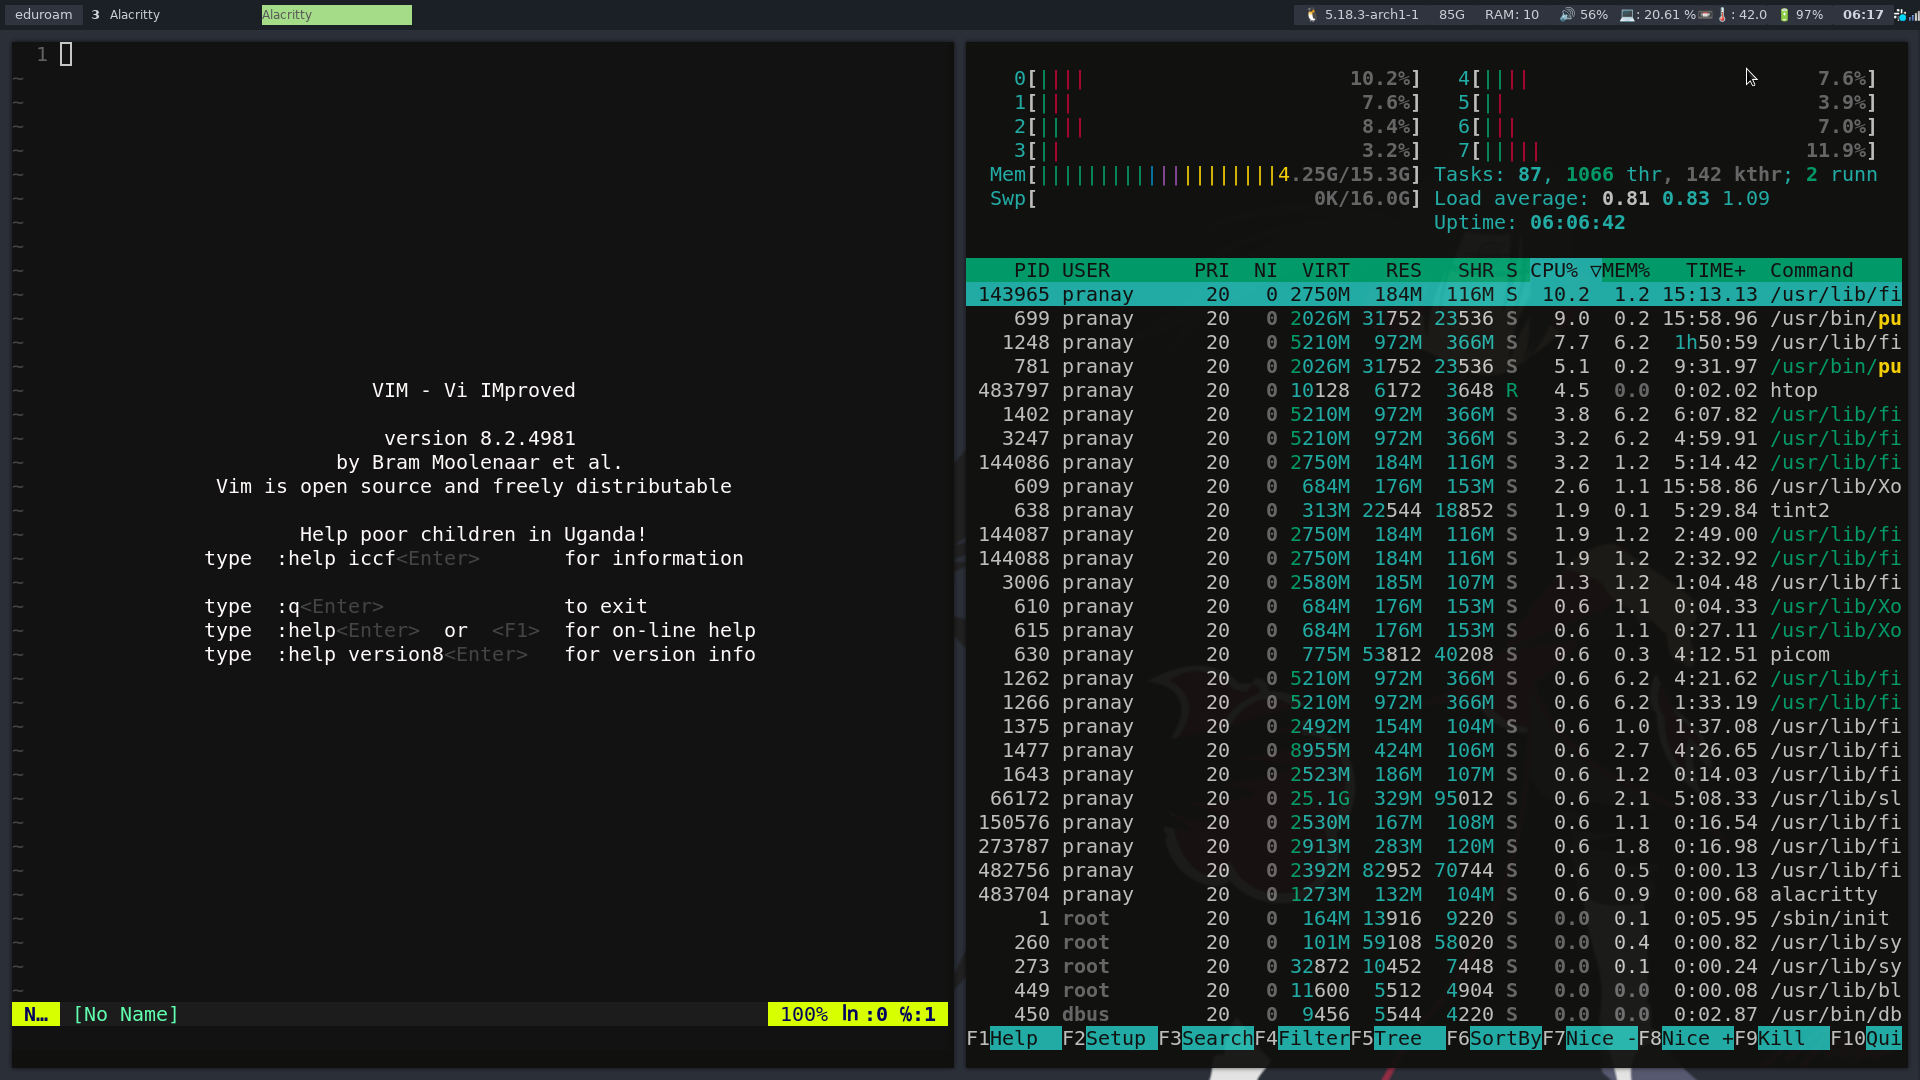 eduroam 3 Alacritty Alacritty 5.18.3-arch1-1 85G RAM: 10 56% : 20.61 % : 42.0 97% 06:17
1
VIM - Vi IMproved
version 8.2.4981
by Bram Moolenaar et al.
Vim is open source and freely distributable
Help poor children in Uganda!
type :help iccf<Enter> for information
type :q<Enter> to exit
type :help<Enter> or <F1> for on-line help
type :help version8<Enter> for version info
N… [No Name] 100% ln :0 ℅:1
0[|||| 10.2%] 4[|||| 7.6%]
1[||| 7.6%] 5[|| 3.9%]
2[|||| 8.4%] 6[||| 7.0%]
3[|| 3.2%] 7[||||| 11.9%]
Mem[||||||||||||||||||||4.25G/15.3G] Tasks: 87, 1066 thr, 142 kthr; 2 runn
Swp[ 0K/16.0G] Load average: 0.81 0.83 1.09
Uptime: 06:06:42
PID USER PRI NI VIRT RES SHR S CPU% ▽MEM% TIME+ Command
143965 pranay 20 0 2750M 184M 116M S 10.2 1.2 15:13.13 /usr/lib/fi
699 pranay 20 0 2026M 31752 23536 S 9.0 0.2 15:58.96 /usr/bin/pu
1248 pranay 20 0 5210M 972M 366M S 7.7 6.2 1h50:59 /usr/lib/fi
781 pranay 20 0 2026M 31752 23536 S 5.1 0.2 9:31.97 /usr/bin/pu
483797 pranay 20 0 10128 6172 3648 R 4.5 0.0 0:02.02 htop
1402 pranay 20 0 5210M 972M 366M S 3.8 6.2 6:07.82 /usr/lib/fi
3247 pranay 20 0 5210M 972M 366M S 3.2 6.2 4:59.91 /usr/lib/fi
144086 pranay 20 0 2750M 184M 116M S 3.2 1.2 5:14.42 /usr/lib/fi
609 pranay 20 0 684M 176M 153M S 2.6 1.1 15:58.86 /usr/lib/Xo
638 pranay 20 0 313M 22544 18852 S 1.9 0.1 5:29.84 tint2
144087 pranay 20 0 2750M 184M 116M S 1.9 1.2 2:49.00 /usr/lib/fi
144088 pranay 20 0 2750M 184M 116M S 1.9 1.2 2:32.92 /usr/lib/fi
3006 pranay 20 0 2580M 185M 107M S 1.3 1.2 1:04.48 /usr/lib/fi
610 pranay 20 0 684M 176M 153M S 0.6 1.1 0:04.33 /usr/lib/Xo
615 pranay 20 0 684M 176M 153M S 0.6 1.1 0:27.11 /usr/lib/Xo
630 pranay 20 0 775M 53812 40208 S 0.6 0.3 4:12.51 picom
1262 pranay 20 0 5210M 972M 366M S 0.6 6.2 4:21.62 /usr/lib/fi
1266 pranay 20 0 5210M 972M 366M S 0.6 6.2 1:33.19 /usr/lib/fi
1375 pranay 20 0 2492M 154M 104M S 0.6 1.0 1:37.08 /usr/lib/fi
1477 pranay 20 0 8955M 424M 106M S 0.6 2.7 4:26.65 /usr/lib/fi
1643 pranay 20 0 2523M 186M 107M S 0.6 1.2 0:14.03 /usr/lib/fi
66172 pranay 20 0 25.1G 329M 95012 S 0.6 2.1 5:08.33 /usr/lib/sl
150576 pranay 20 0 2530M 167M 108M S 0.6 1.1 0:16.54 /usr/lib/fi
273787 pranay 20 0 2913M 283M 120M S 0.6 1.8 0:16.98 /usr/lib/fi
482756 pranay 20 0 2392M 82952 70744 S 0.6 0.5 0:00.13 /usr/lib/fi
483704 pranay 20 0 1273M 132M 104M S 0.6 0.9 0:00.68 alacritty
1 root 20 0 164M 13916 9220 S 0.0 0.1 0:05.95 /sbin/init
260 root 20 0 101M 59108 58020 S 0.0 0.4 0:00.82 /usr/lib/sy
273 root 20 0 32872 10452 7448 S 0.0 0.1 0:00.24 /usr/lib/sy
449 root 20 0 11600 5512 4904 S 0.0 0.0 0:00.08 /usr/lib/bl
450 dbus 20 0 9456 5544 4220 S 0.0 0.0 0:02.87 /usr/bin/db
F1Help F2Setup F3SearchF4FilterF5Tree F6SortByF7Nice -F8Nice +F9Kill F10Qui